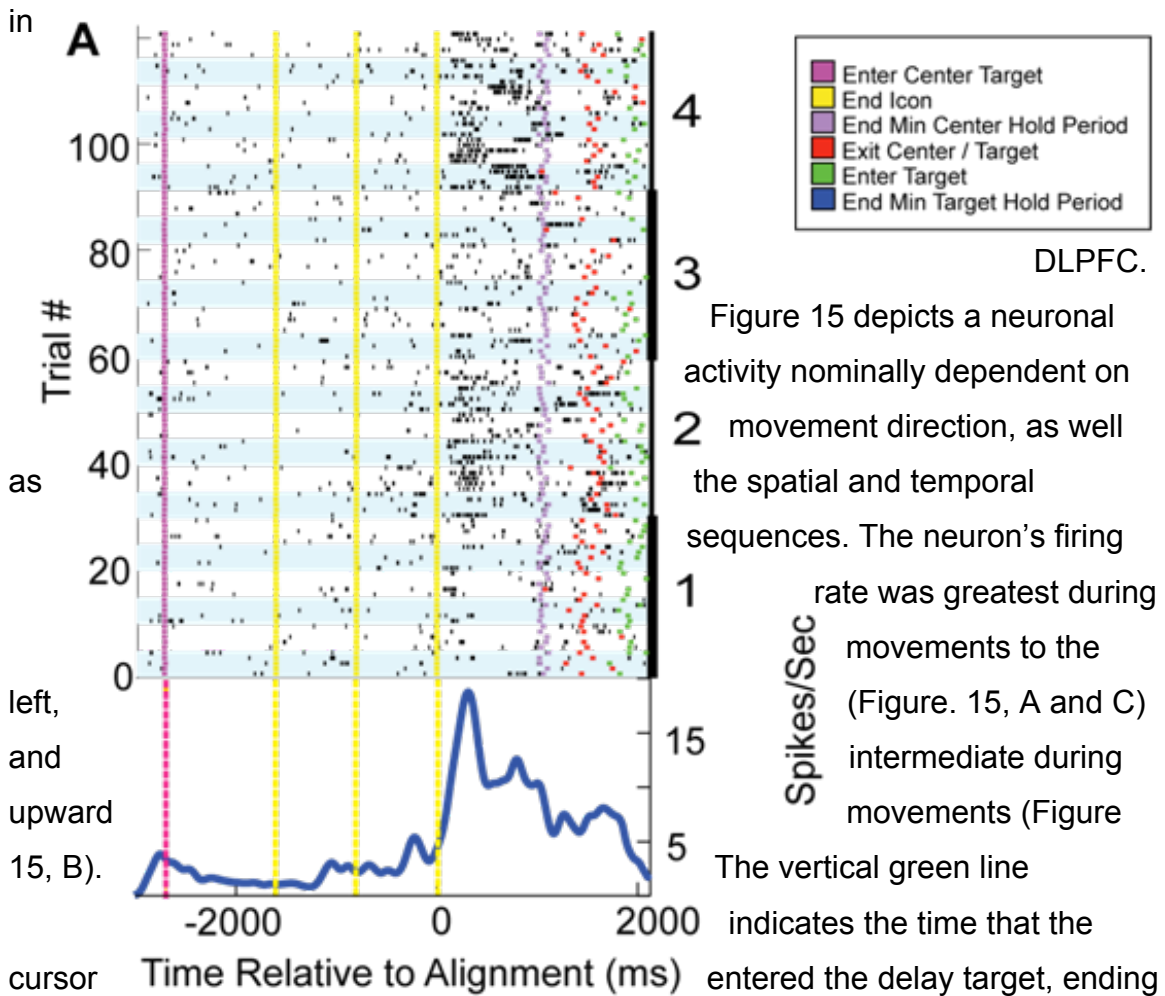 in
A
Enter Center Target
End Icon
End Min Center Hold Period
Exit Center / Target
Enter Target
End Min Target Hold Period
4
3
2
1
100
80
60
40
20
0
Trial #
15
5
Spikes/Sec
-2000
0
2000
Time Relative to Alignment (ms)
DLPFC.
Figure 15 depicts a neuronal
activity nominally dependent on
movement direction, as well
as the spatial and temporal
sequences. The neuron’s firing
rate was greatest during
movements to the
left, (Figure. 15, A and C)
and intermediate during
upward movements (Figure
15, B). The vertical green line
indicates the time that the
cursor entered the delay target, ending